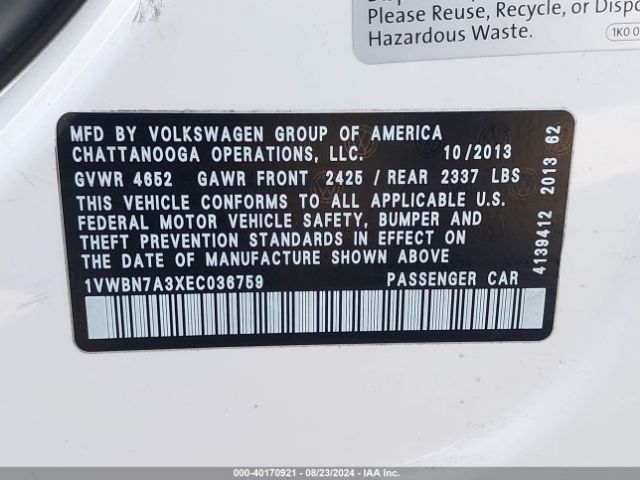 Please Reuse, Recycle, or
Hazardous Waste.
1K0 0
MFD BY VOLKSWAGEN GROUP OF AMERICA
CHATTANOOGA OPERATIONS, LLC. 10/2013
GVWR 4652 GAWR FRONT 2425 / REAR 2337 LBS
THIS VEHICLE CONFORMS TO ALL APPLICABLE U.S.
FEDERAL MOTOR VEHICLE SAFETY, BUMPER AND
THEFT PREVENTION STANDARDS IN EFFECT ON
THE DATE OF MANUFACTURE SHOWN ABOVE
1VWBN7A3XEC036759 PASSENGER CAR
4139412 2013 62
000-40170921 - 08/23/2024 - IAA Inc.